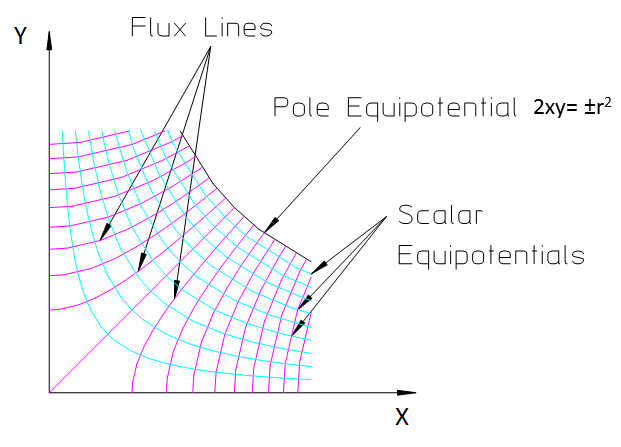 Flux Lines
Y
Pole Equipotential 2xy= ±r²
Scalar
Equipotentials
X